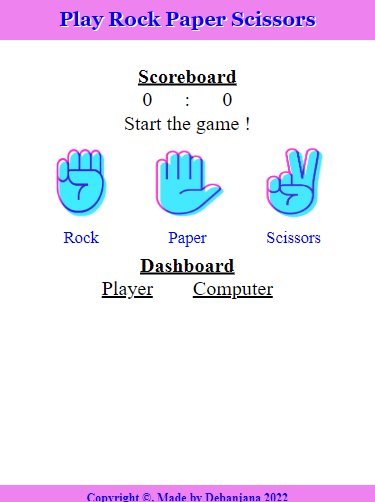 Play Rock Paper Scissors
Scoreboard
0 : 0
Start the game !
Rock Paper Scissors
Dashboard
Player Computer
Copyright ©. Made by Debanjana 2022